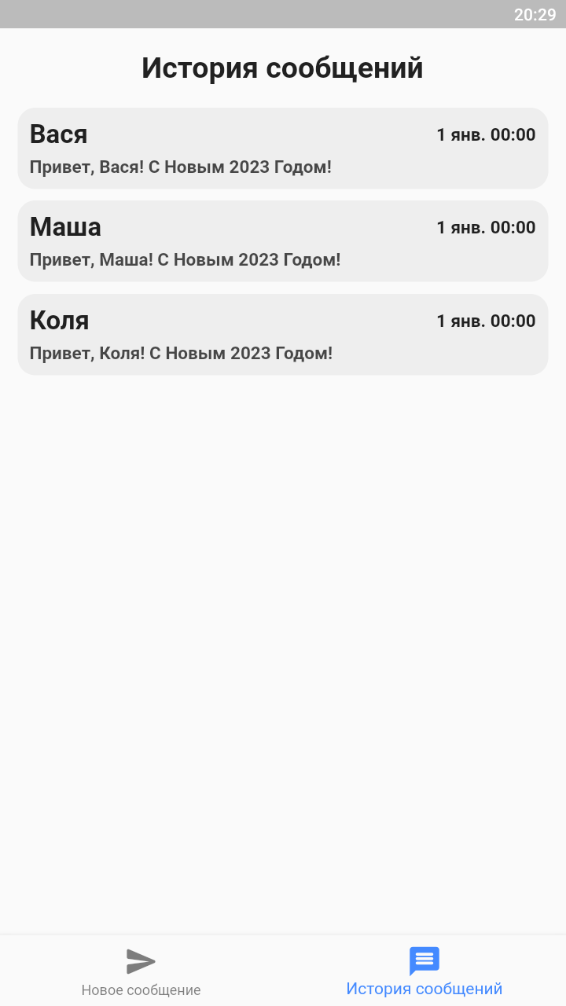 20:29
История сообщений
Вася
1 янв. 00:00
Привет, Вася! С Новым 2023 Годом!
Маша
1 янв. 00:00
Привет, Маша! С Новым 2023 Годом!
Коля
1 янв. 00:00
Привет, Коля! С Новым 2023 Годом!
Новое сообщение
История сообщений